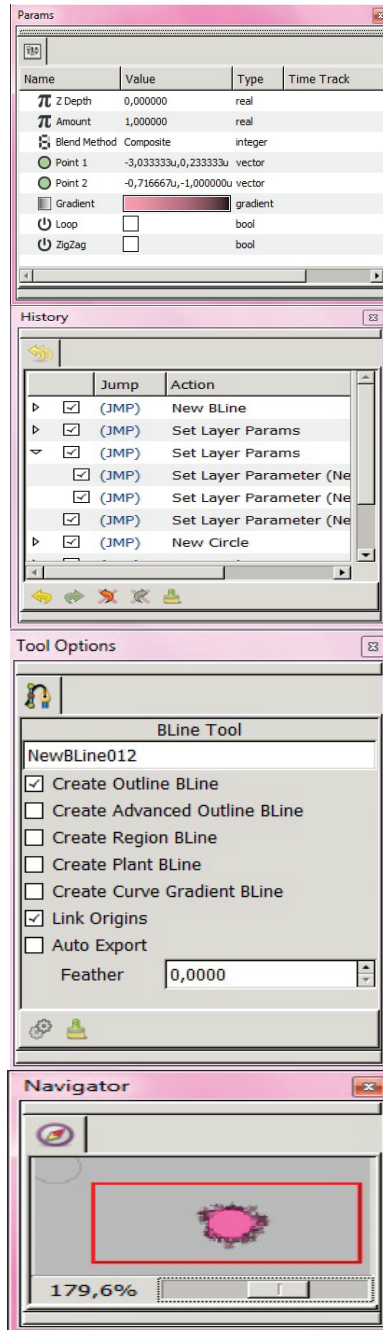 Params
Name Value Type Time Track
Z Depth 0,000000 real
Amount 1,000000 real
Blend Method Composite integer
Point 1 -3,033333u,0,233333u vector
Point 2 -0,716667u,-1,000000u vector
Gradient gradient
Loop bool
ZigZag bool
History
Jump Action
(JMP) New BLine
(JMP) Set Layer Params
(JMP) Set Layer Params
(JMP) Set Layer Parameter (Ne
(JMP) Set Layer Parameter (Ne
(JMP) Set Layer Parameter (Ne
(JMP) New Circle
Tool Options
BLine Tool
NewBLine012
Create Outline BLine
Create Advanced Outline BLine
Create Region BLine
Create Plant BLine
Create Curve Gradient BLine
Link Origins
Auto Export
Feather 0,0000
Navigator
179,6%